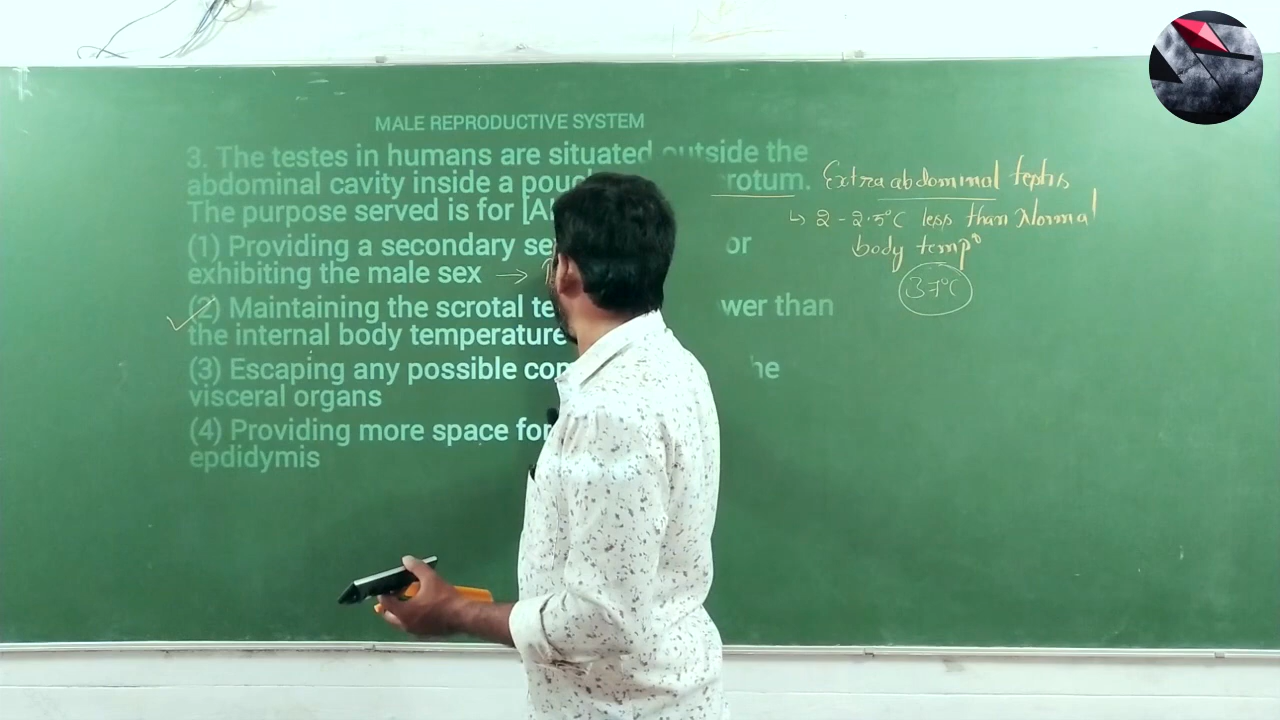 MALE REPRODUCTIVE SYSTEM
3. The testes in humans are situated outside the
abdominal cavity inside a rotum.
The purpose served is for
(1) Providing a secondary or
exhibiting the male sex →
(2) Maintaining the scrotal wer than
the internal body temperature
(3) Escaping any possible he
visceral organs
(4) Providing more space for
epdidymis
Extra abdominal
↳ 2 - 2.5°C less than Normal
body temp°
37°C